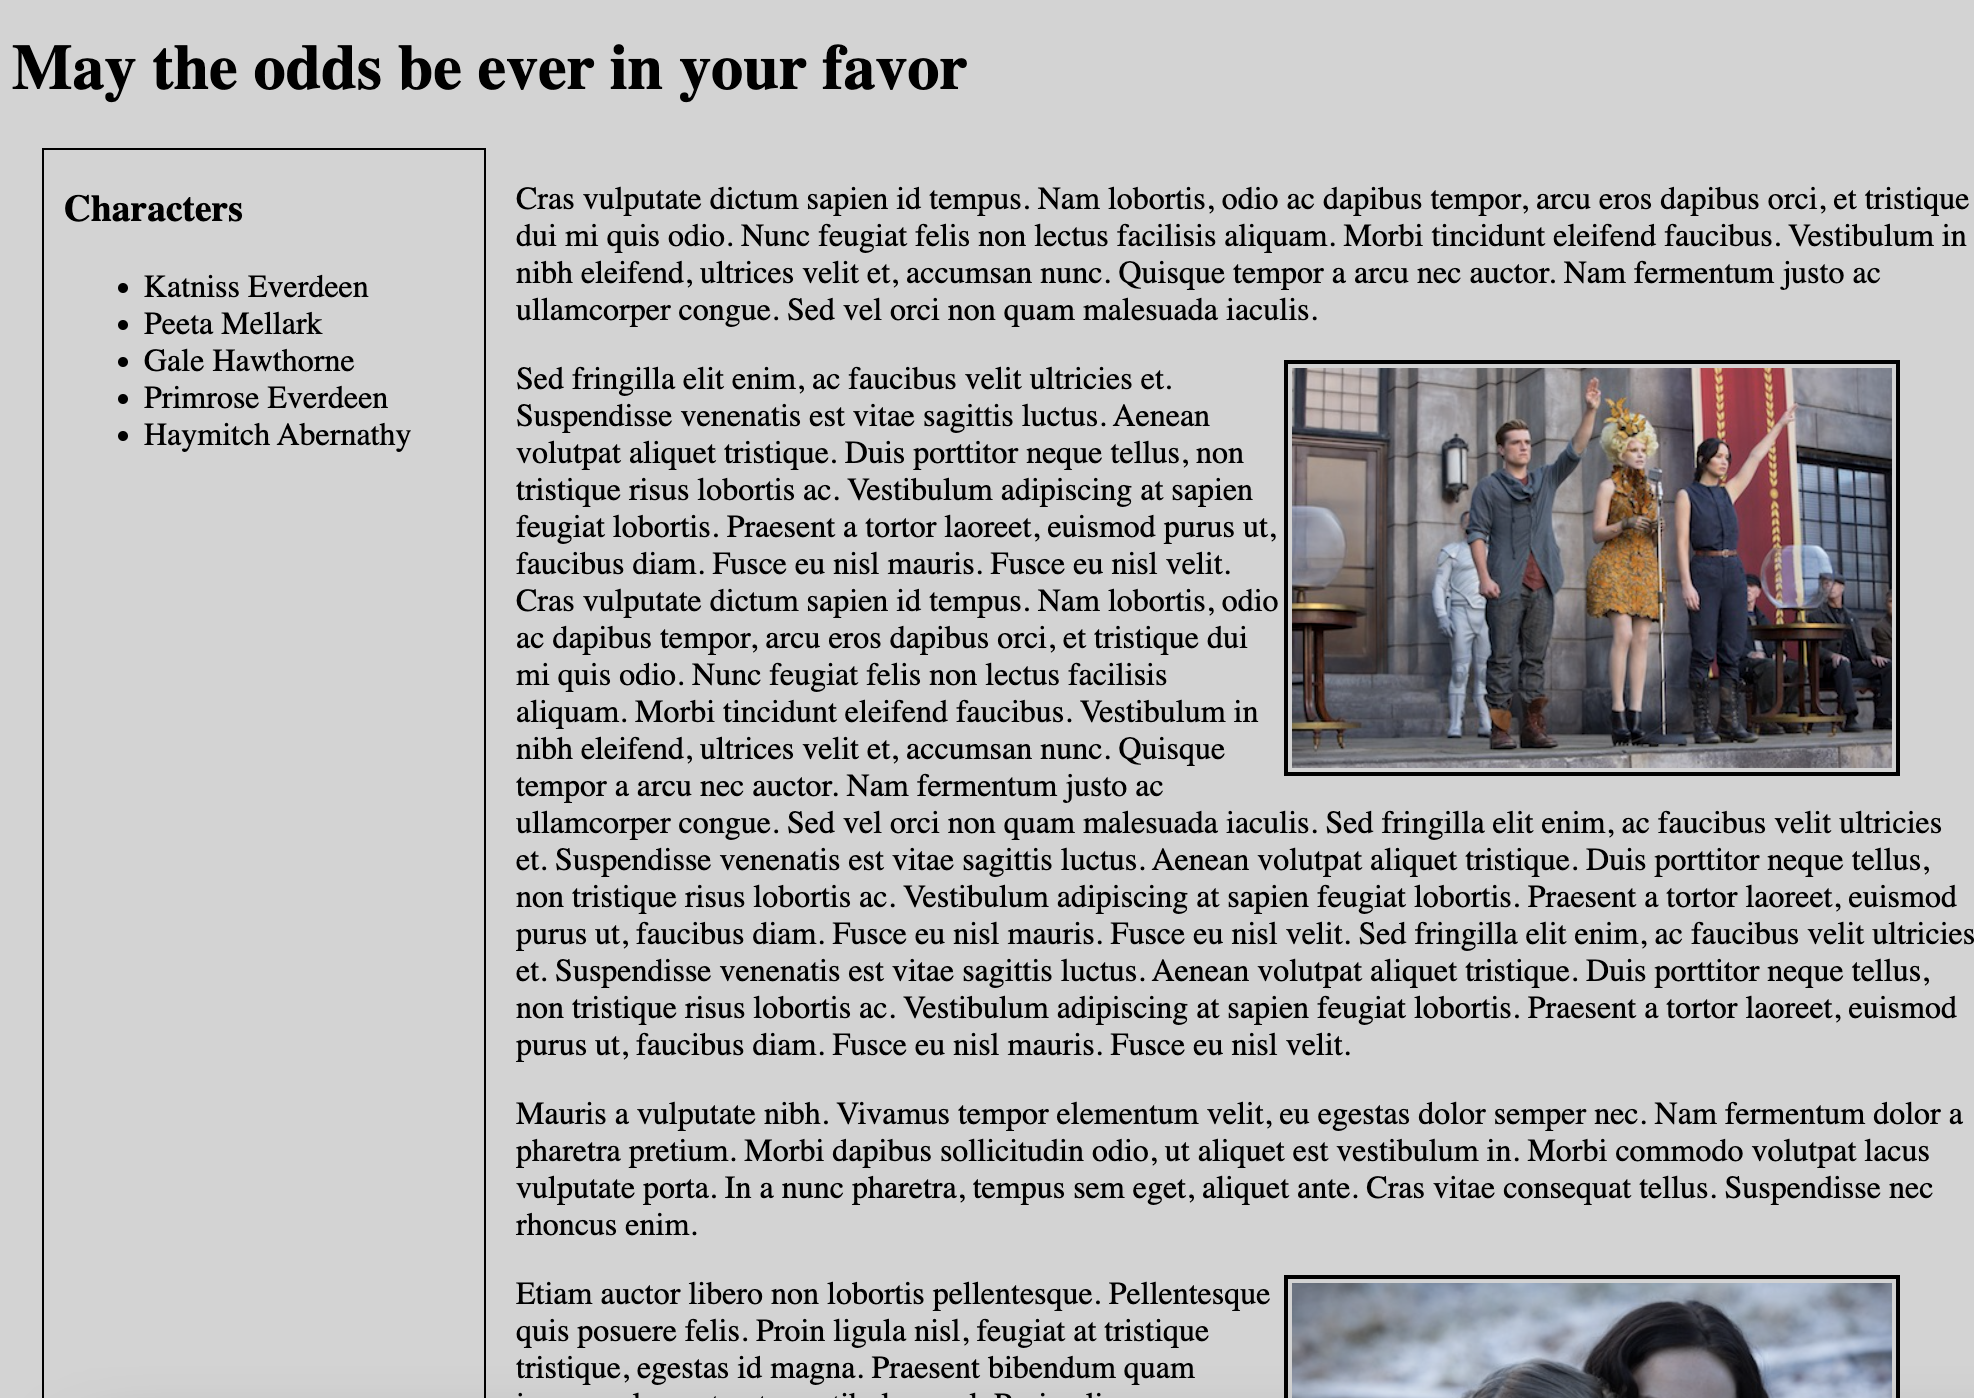 May the odds be ever in your favor
Characters
Katniss Everdeen
Peeta Mellark
Gale Hawthorne
Primrose Everdeen
Haymitch Abernathy
Cras vulputate dictum sapien id tempus. Nam lobortis, odio ac dapibus tempor, arcu eros dapibus orci, et tristique
dui mi quis odio. Nunc feugiat felis non lectus facilisis aliquam. Morbi tincidunt eleifend faucibus. Vestibulum in
nibh eleifend, ultrices velit et, accumsan nunc. Quisque tempor a arcu nec auctor. Nam fermentum justo ac
ullamcorper congue. Sed vel orci non quam malesuada iaculis.
Sed fringilla elit enim, ac faucibus velit ultricies et.
Suspendisse venenatis est vitae sagittis luctus. Aenean
volutpat aliquet tristique. Duis porttitor neque tellus, non
tristique risus lobortis ac. Vestibulum adipiscing at sapien
feugiat lobortis. Praesent a tortor laoreet, euismod purus ut,
faucibus diam. Fusce eu nisl mauris. Fusce eu nisl velit.
Cras vulputate dictum sapien id tempus. Nam lobortis, odio
ac dapibus tempor, arcu eros dapibus orci, et tristique dui
mi quis odio. Nunc feugiat felis non lectus facilisis
aliquam. Morbi tincidunt eleifend faucibus. Vestibulum in
nibh eleifend, ultrices velit et, accumsan nunc. Quisque
tempor a arcu nec auctor. Nam fermentum justo ac
ullamcorper congue. Sed vel orci non quam malesuada iaculis. Sed fringilla elit enim, ac faucibus velit ultricies
et. Suspendisse venenatis est vitae sagittis luctus. Aenean volutpat aliquet tristique. Duis porttitor neque tellus,
non tristique risus lobortis ac. Vestibulum adipiscing at sapien feugiat lobortis. Praesent a tortor laoreet, euismod
purus ut, faucibus diam. Fusce eu nisl mauris. Fusce eu nisl velit. Sed fringilla elit enim, ac faucibus velit ultricies
et. Suspendisse venenatis est vitae sagittis luctus. Aenean volutpat aliquet tristique. Duis porttitor neque tellus,
non tristique risus lobortis ac. Vestibulum adipiscing at sapien feugiat lobortis. Praesent a tortor laoreet, euismod
purus ut, faucibus diam. Fusce eu nisl mauris. Fusce eu nisl velit.
Mauris a vulputate nibh. Vivamus tempor elementum velit, eu egestas dolor semper nec. Nam fermentum dolor a
pharetra pretium. Morbi dapibus sollicitudin odio, ut aliquet est vestibulum in. Morbi commodo volutpat lacus
vulputate porta. In a nunc pharetra, tempus sem eget, aliquet ante. Cras vitae consequat tellus. Suspendisse nec
rhoncus enim.
Etiam auctor libero non lobortis pellentesque. Pellentesque
quis posuere felis. Proin ligula nisl, feugiat at tristique
tristique, egestas id magna. Praesent bibendum quam